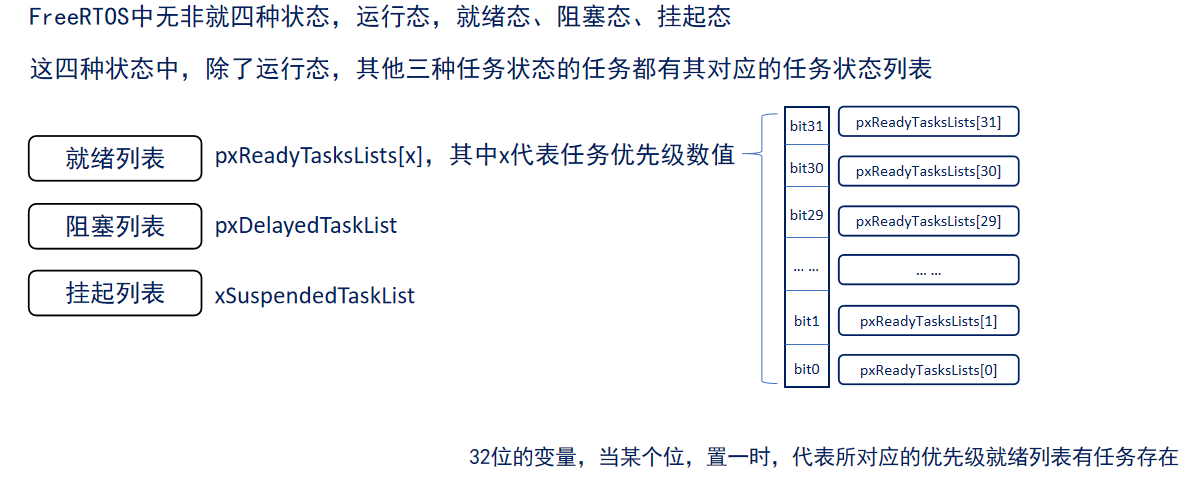 FreeRTOS中无非就四种状态，运行态，就绪态、阻塞态、挂起态
这四种状态中，除了运行态，其他三种任务状态的任务都有其对应的任务状态列表
就绪列表 pxReadyTasksLists[x]，其中x代表任务优先级数值
阻塞列表 pxDelayedTaskList
挂起列表 xSuspendedTaskList
bit31 pxReadyTasksLists[31]
bit30 pxReadyTasksLists[30]
bit29 pxReadyTasksLists[29]
... ... ... ...
bit1 pxReadyTasksLists[1]
bit0 pxReadyTasksLists[0]
32位的变量，当某个位，置一时，代表所对应的优先级就绪列表有任务存在